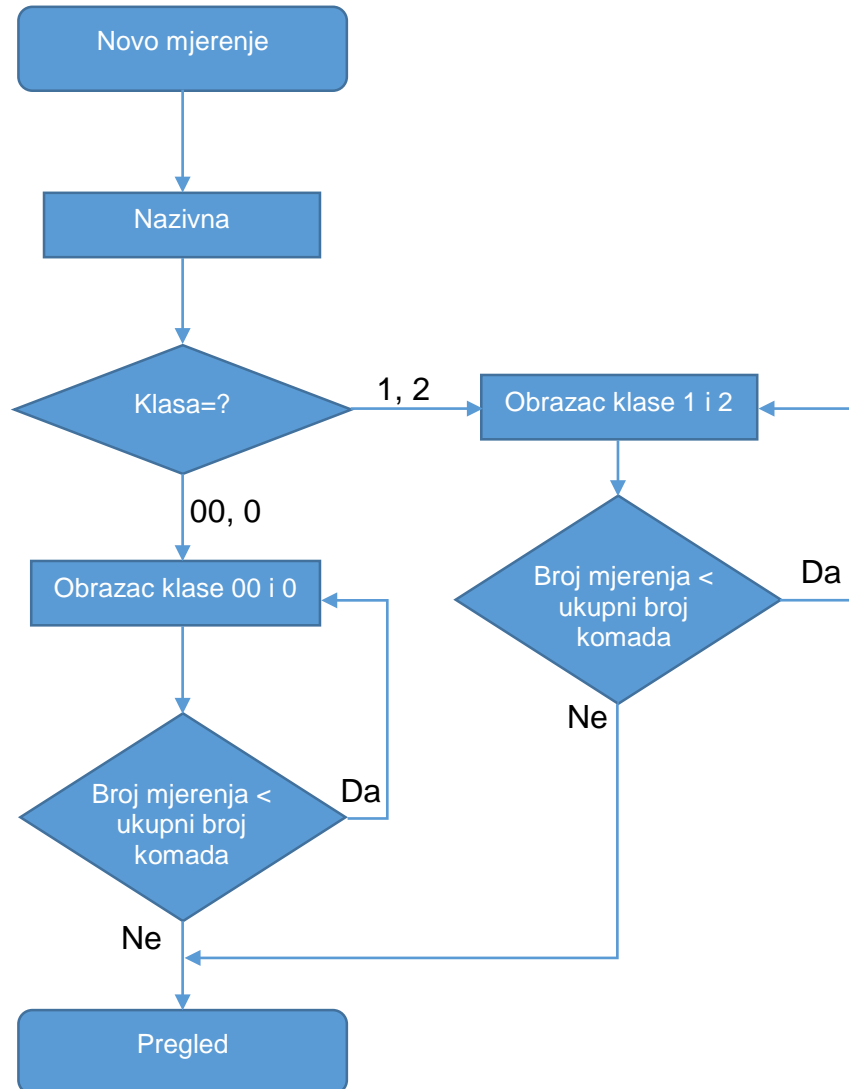 Novo mjerenje
Nazivna
Klasa=?
1, 2
Obrazac klase 1 i 2
00, 0
Obrazac klase 00 i 0
Broj mjerenja <
ukupni broj
komada
Da
Ne
Broj mjerenja <
ukupni broj
komada
Da
Ne
Pregled